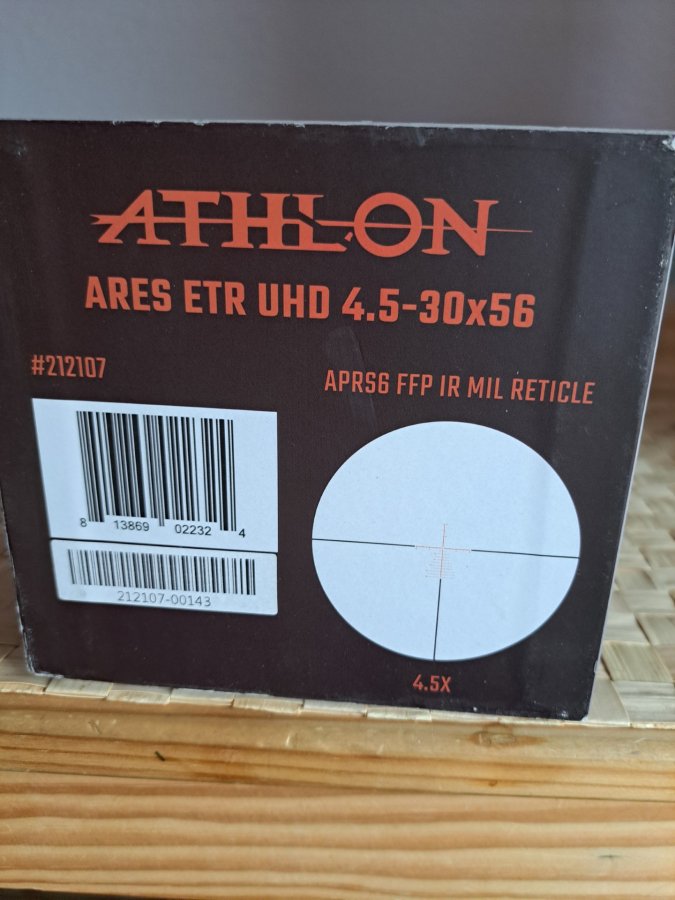 ATHLON
ARES ETR UHD 4.5-30x56
#212107
APRS6 FFP IR MIL RETICLE
8 13869 02232 4
212107-00143
4.5X